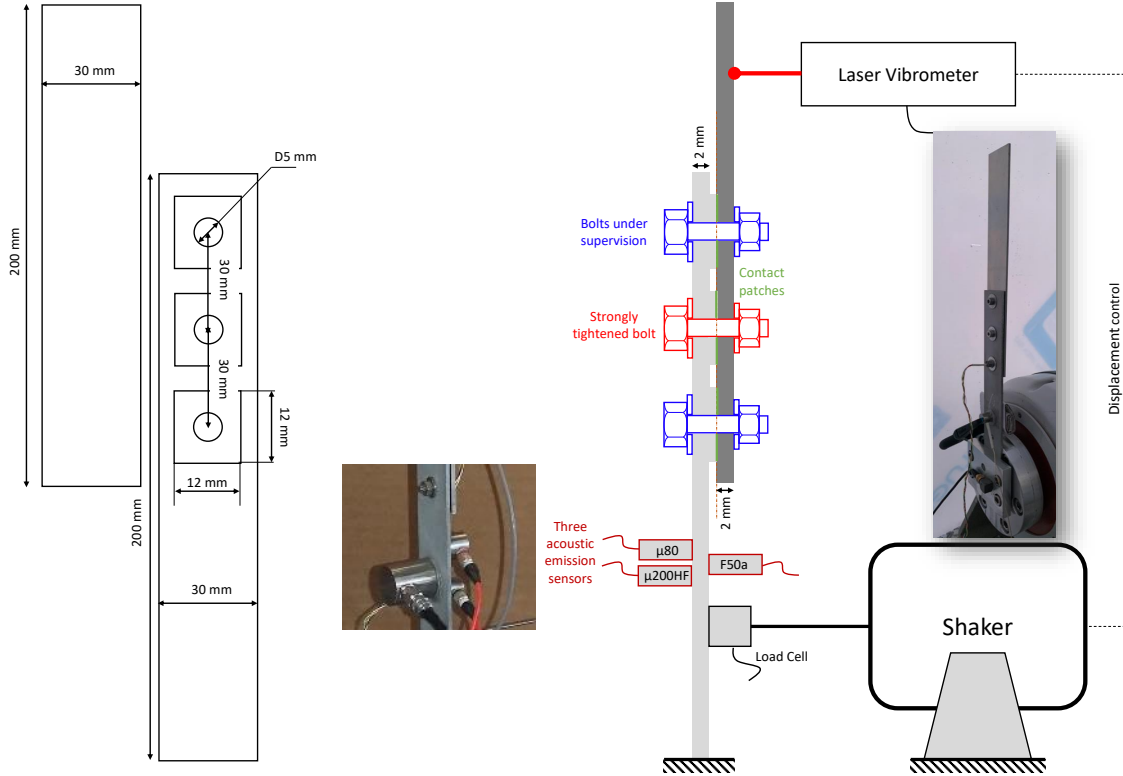 30 mm
200 mm
D5 mm
30 mm
30 mm
12 mm
12 mm
200 mm
30 mm
Laser Vibrometer
2 mm
Bolts under
supervision
Contact
patches
Strongly
tightened bolt
Displacement control
2 mm
Three
acoustic
emission
sensors
µ80
µ200HF
F50a
Load Cell
Shaker